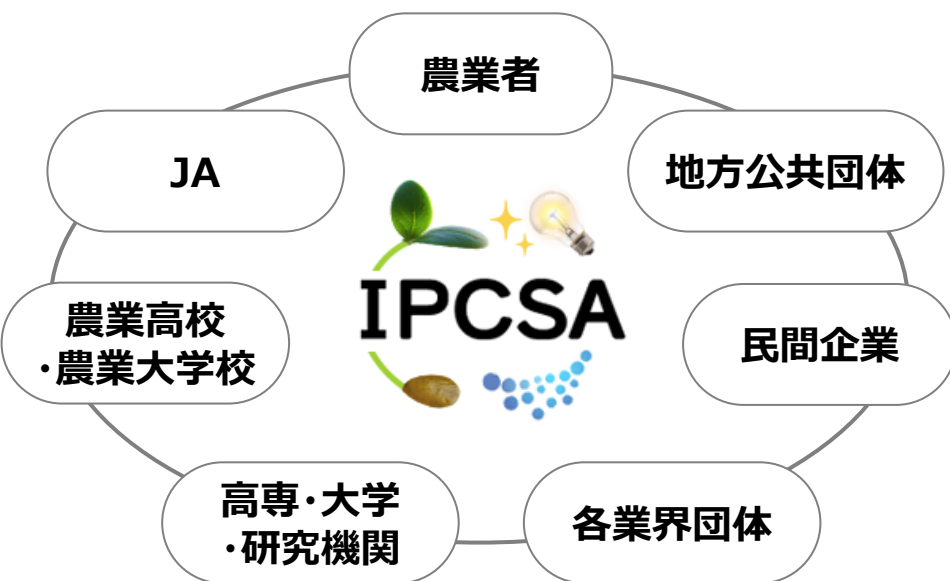 農業者
JA
地方公共団体
IPCSA
農業高校
・農業大学校
民間企業
高専・大学
・研究機関
各業界団体